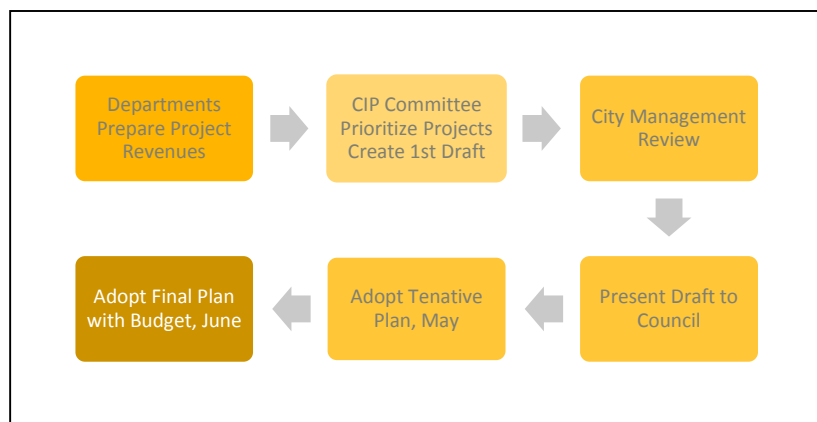 Departments
Prepare Project
Revenues
CIP Committee
Prioritize Projects
Create 1st Draft
City Management
Review
Present Draft to
Council
Adopt Tenative
Plan, May
Adopt Final Plan
with Budget, June